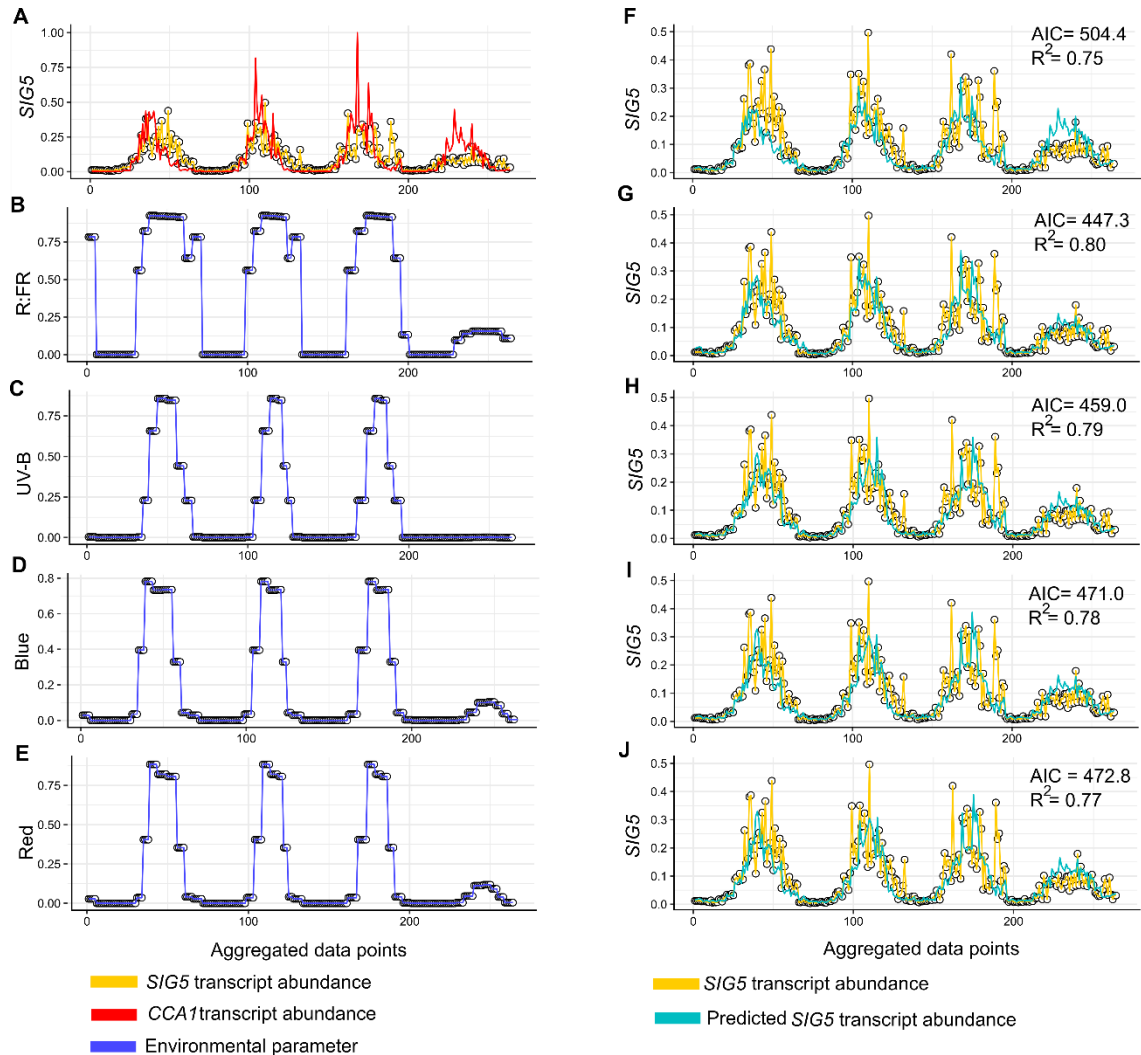 A
1.00
0.75
0.50
0.25
0.00
SIG5
0
100
200
B
0.75
0.50
0.25
0.00
R:FR
0
100
200
C
0.75
0.50
0.25
0.00
UV-B
0
100
200
D
0.8
0.6
0.4
0.2
0.0
Blue
0
100
200
E
0.75
0.50
0.25
0.00
Red
0
100
200
Aggregated data points
SIG5 transcript abundance
CCA1 transcript abundance
Environmental parameter
F
0.5
0.4
0.3
0.2
0.1
0.0
SIG5
AIC= 504.4
R2= 0.75
0
100
200
G
0.5
0.4
0.3
0.2
0.1
0.0
SIG5
AIC= 447.3
R2= 0.80
0
100
200
H
0.5
0.4
0.3
0.2
0.1
0.0
SIG5
AIC= 459.0
R2= 0.79
0
100
200
I
0.5
0.4
0.3
0.2
0.1
0.0
SIG5
AIC= 471.0
R2= 0.78
0
100
200
J
0.5
0.4
0.3
0.2
0.1
0.0
SIG5
AIC= 472.8
R2= 0.77
0
100
200
Aggregated data points
SIG5 transcript abundance
Predicted SIG5 transcript abundance